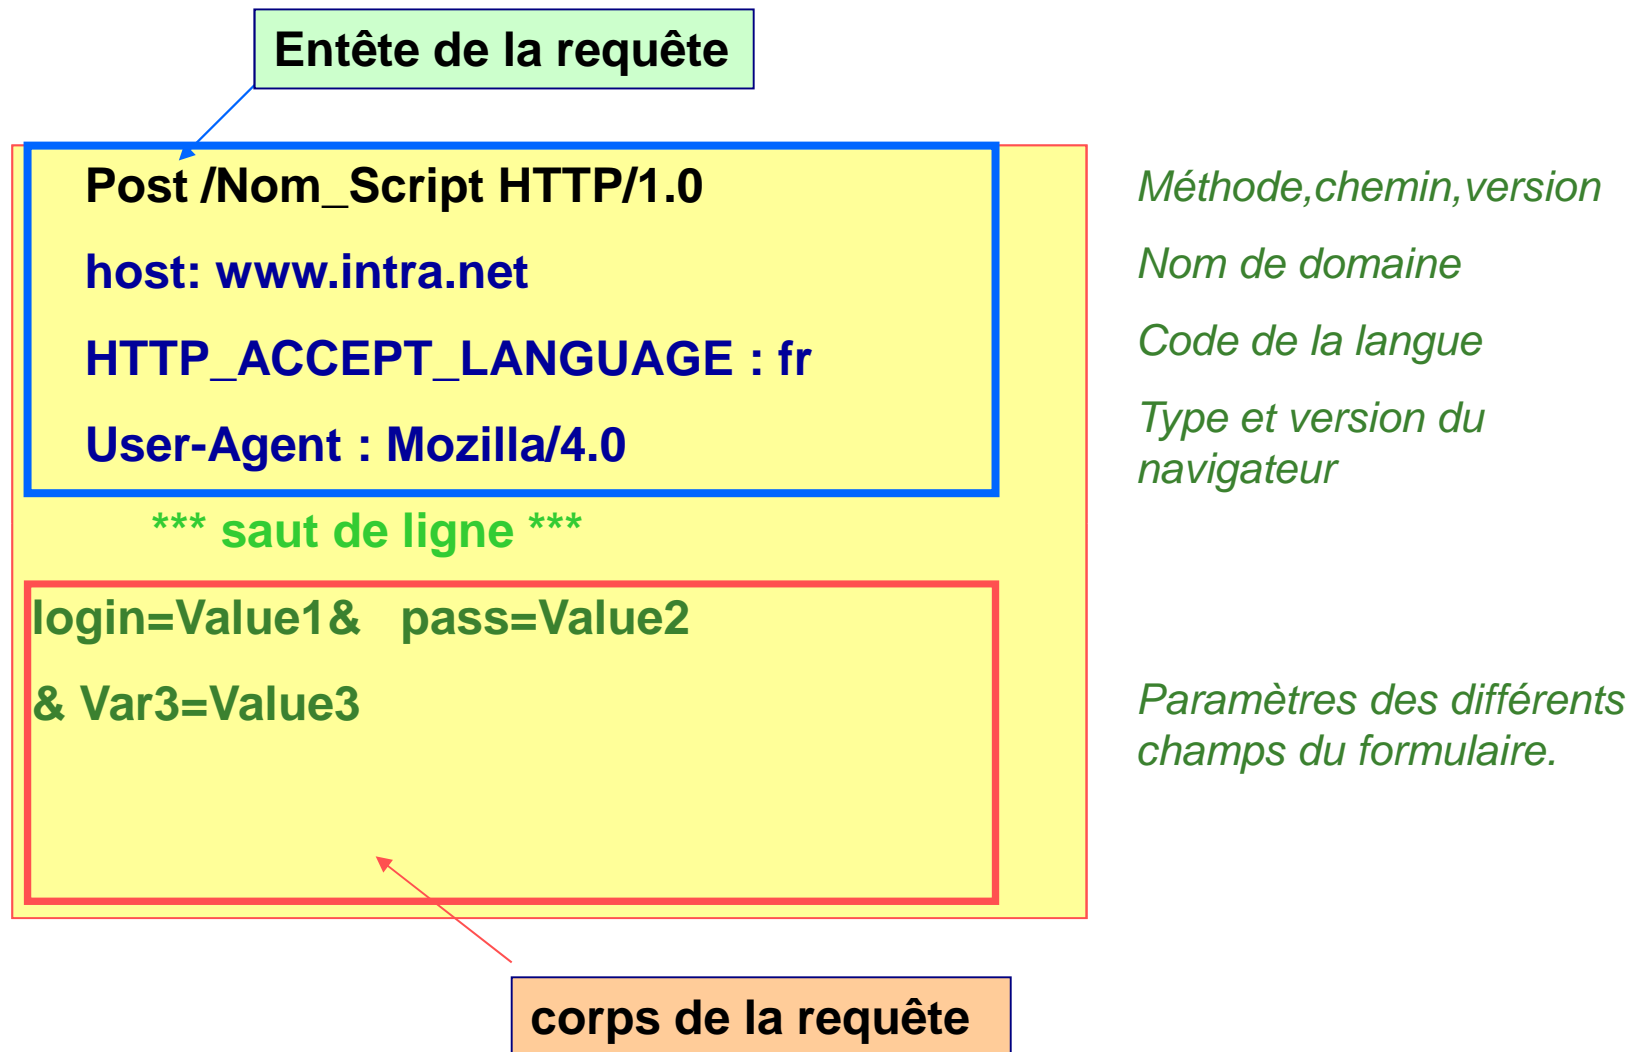 Entête de la requête
Post /Nom_Script HTTP/1.0
Méthode,chemin,version
host: www.intra.net
Nom de domaine
HTTP_ACCEPT_LANGUAGE : fr
Code de la langue
User-Agent : Mozilla/4.0
Type et version du
navigateur
*** saut de ligne ***
login=Value1&   pass=Value2
& Var3=Value3
Paramètres des différents
champs du formulaire.
corps de la requête